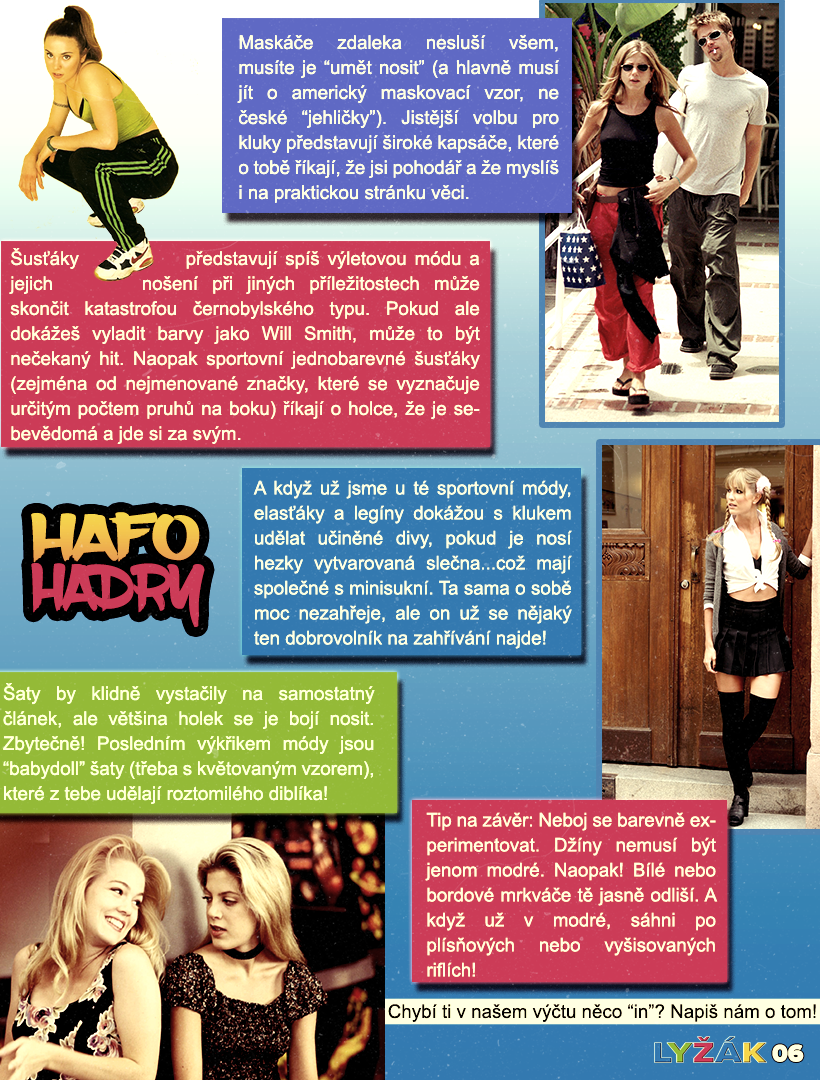 Maskáče zdaleka nesluší všem,
musíte je “umět nosit” (a hlavně musí
jít o americký maskovací vzor, ne
české “jehličky”). Jistější volbu pro
kluky představují široké kapsáče, které
o tobě říkají, že jsi pohodář a že myslíš
i na praktickou stránku věci.
Šusťáky představují spíš výletovou módu a
jejich nošení při jiných příležitostech může
skončit katastrofou černobylského typu. Pokud ale
dokážeš vyladit barvy jako Will Smith, může to být
nečekaný hit. Naopak sportovní jednobarevné šusťáky
(zejména od nejmenované značky, které se vyznačuje
určitým počtem pruhů na boku) říkají o holce, že je se-
bevědomá a jde si za svým.
HAFO
HADRY
A když už jsme u té sportovní módy,
elasťáky a legíny dokážou s klukem
udělat učiněné divy, pokud je nosí
hezky vytvarovaná slečna...což mají
společné s minisukní. Ta sama o sobě
moc nezahřeje, ale on už se nějaký
ten dobrovolník na zahřívání najde!
Šaty by klidně vystačily na samostatný
článek, ale většina holek se je bojí nosit.
Zbytečně! Posledním výkřikem módy jsou
“babydoll” šaty (třeba s květovaným vzorem),
které z tebe udělají roztomilého diblíka!
Tip na závěr: Neboj se barevně ex-
perimentovat. Džíny nemusí být
jenom modré. Naopak! Bílé nebo
bordové mrkváče tě jasně odliší. A
když už v modré, sáhni po
plísňových nebo vyšisovaných
riflích!
Chybí ti v našem výčtu něco “in”? Napiš nám o tom!
LYŽÁK 06